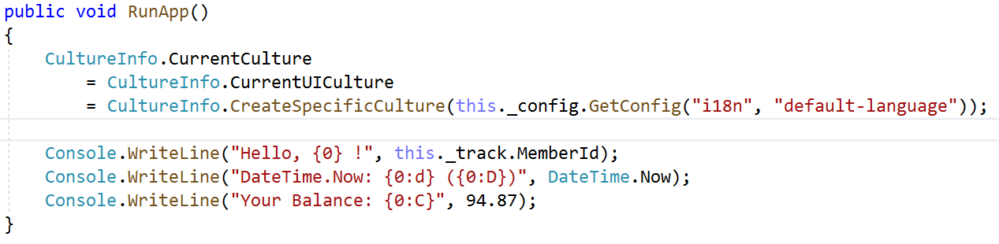 public void RunApp()
{
    CultureInfo.CurrentCulture
        = CultureInfo.CurrentUICulture
        = CultureInfo.CreateSpecificCulture(this._config.GetConfig("i18n", "default-language"));

    Console.WriteLine("Hello, {0} !", this._track.MemberId);
    Console.WriteLine("DateTime.Now: {0:d} ({0:D})", DateTime.Now);
    Console.WriteLine("Your Balance: {0:C}", 94.87);
}